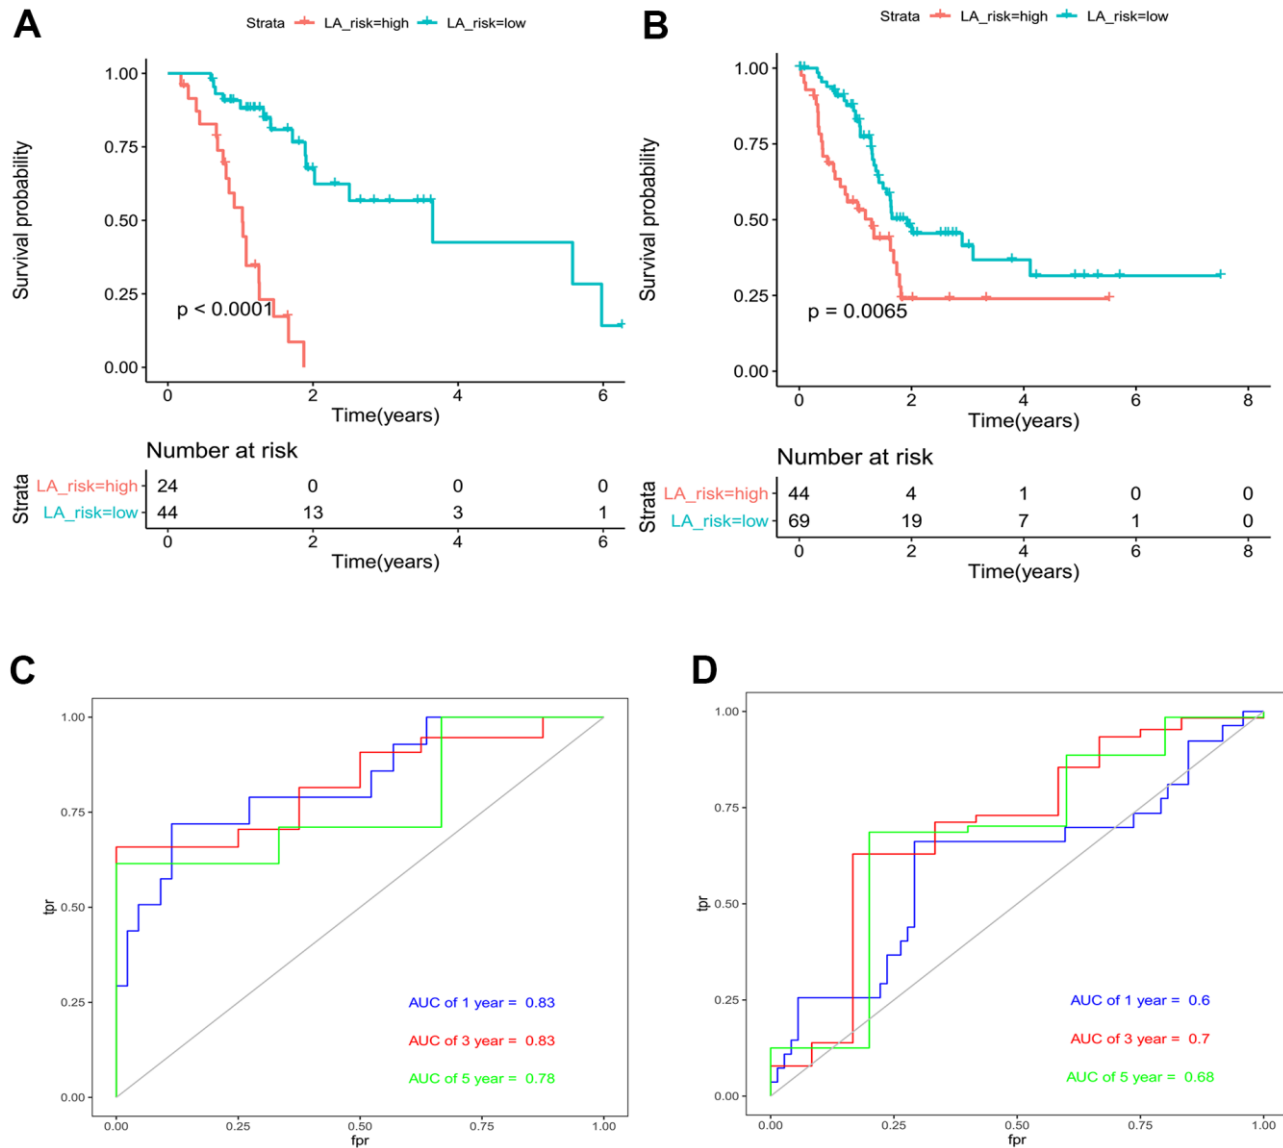 A
Strata LA_risk=high LA_risk=low
Survival probability
1.00
0.75
0.50
0.25
0.00
p < 0.0001
0 2 4 6
Time(years)
Number at risk
Strata
LA_risk=high 24 0 0 0
LA_risk=low 44 13 3 1
0 2 4 6
Time(years)
B
Strata LA_risk=high LA_risk=low
Survival probability
1.00
0.75
0.50
0.25
0.00
p = 0.0065
0 2 4 6 8
Time(years)
Number at risk
Strata
LA_risk=high 44 4 1 0 0
LA_risk=low 69 19 7 1 0
0 2 4 6 8
Time(years)
C
tpr
1.00
0.75
0.50
0.25
0.00
AUC of 1 year = 0.83
AUC of 3 year = 0.83
AUC of 5 year = 0.78
0.00 0.25 0.50 0.75 1.00
fpr
D
tpr
1.00
0.75
0.50
0.25
0.00
AUC of 1 year = 0.6
AUC of 3 year = 0.7
AUC of 5 year = 0.68
0.00 0.25 0.50 0.75 1.00
fpr